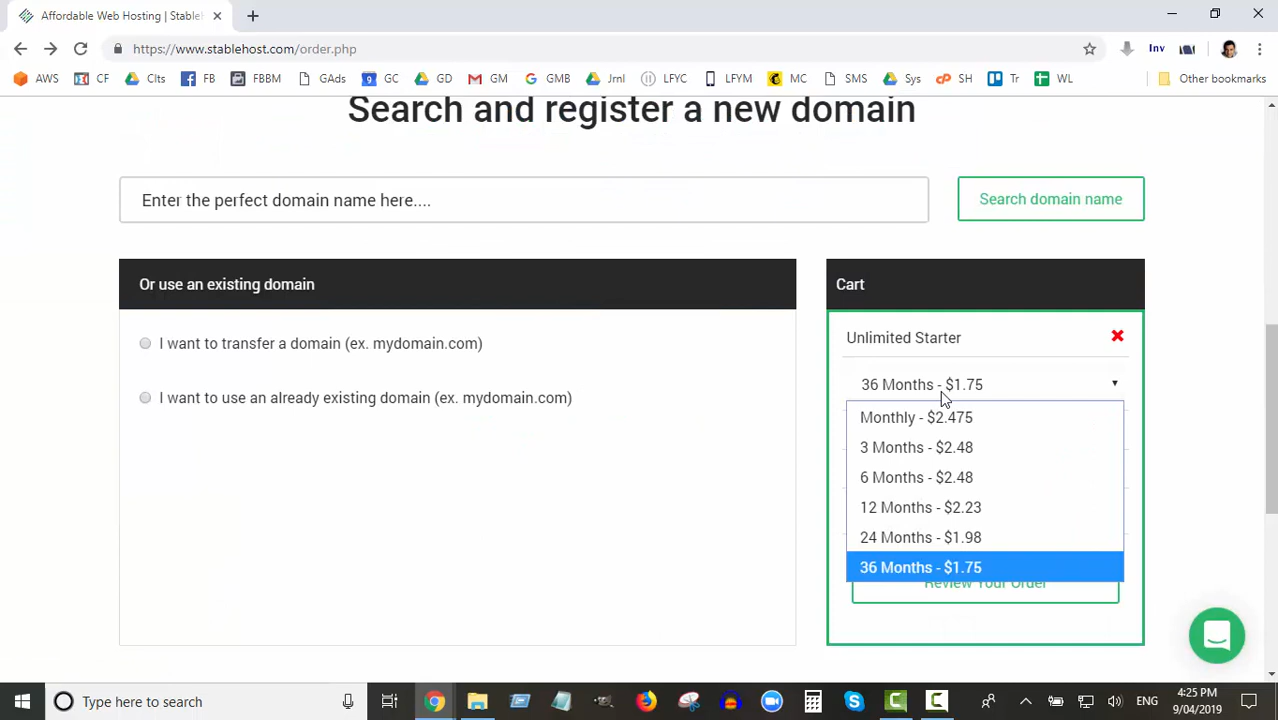 Affordable Web Hosting | StableH
https://www.stablehost.com/order.php
Inv
AWS CF Clts FB FBBM GAds GC GD GM GMB Jrnl LFYC LFYM MC SMS Sys SH Tr WL Other bookmarks
Search and register a new domain
Enter the perfect domain name here....
Search domain name
Or use an existing domain
Cart
I want to transfer a domain (ex. mydomain.com)
I want to use an already existing domain (ex. mydomain.com)
Unlimited Starter
36 Months - $1.75
Monthly - $2.475
3 Months - $2.48
6 Months - $2.48
12 Months - $2.23
24 Months - $1.98
36 Months - $1.75
Review Your Order
Type here to search
ENG
4:25 PM
9/04/2019